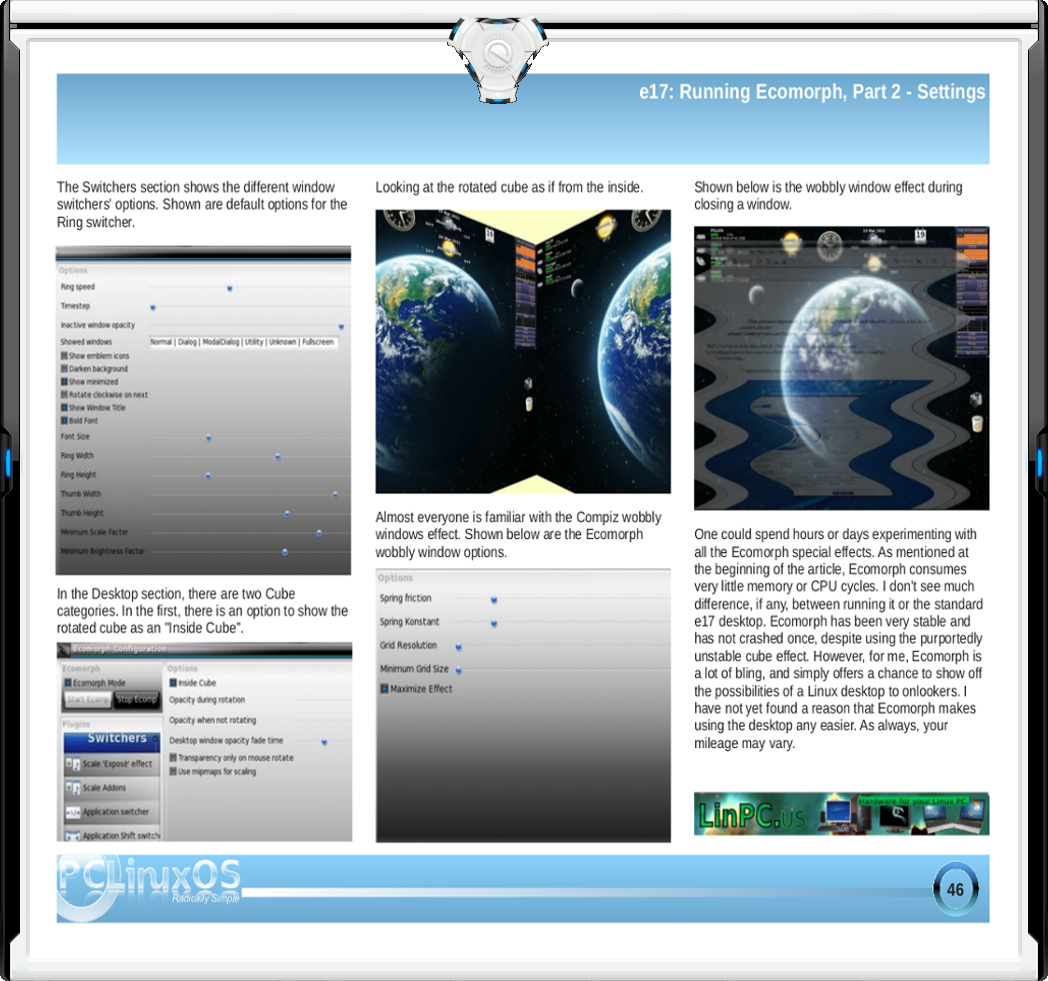 e17: Running Ecomorph, Part 2 - Settings
The Switchers section shows the different window
switchers' options. Shown are default options for the
Ring switcher.
Options
Ring speed
Timestep
Inactive window opacity
Showed windows
Normal | Dialog | ModalDialog | Utility | Unknown | Fullscreen
Show emblem icons
Darken background
Show minimized
Rotate clockwise on next
Show Window Title
Bold Font
Font Size
Ring Width
Ring Height
Thumb Width
Thumb Height
Minimum Scale Factor
Minimum Brightness Factor
In the Desktop section, there are two Cube
categories. In the first, there is an option to show the
rotated cube as an "Inside Cube".
Ecomorph Configuration
Ecomorph
Ecomorph Mode
Start Ecomp
Stop Ecomp
Plugins
Switchers
Scale 'Exposè' effect
Scale Addons
Application switcher
Application Shift switch
Options
Inside Cube
Opacity during rotation
Opacity when not rotating
Desktop window opacity fade time
Transparency only on mouse rotate
Use mipmaps for scaling
Looking at the rotated cube as if from the inside.
19
Almost everyone is familiar with the Compiz wobbly
windows effect. Shown below are the Ecomorph
wobbly window options.
Options
Spring friction
Spring Konstant
Grid Resolution
Minimum Grid Size
Maximize Effect
Shown below is the wobbly window effect during
closing a window.
19
One could spend hours or days experimenting with
all the Ecomorph special effects. As mentioned at
the beginning of the article, Ecomorph consumes
very little memory or CPU cycles. I don't see much
difference, if any, between running it or the standard
e17 desktop. Ecomorph has been very stable and
has not crashed once, despite using the purportedly
unstable cube effect. However, for me, Ecomorph is
a lot of bling, and simply offers a chance to show off
the possibilities of a Linux desktop to onlookers. I
have not yet found a reason that Ecomorph makes
using the desktop any easier. As always, your
mileage may vary.
LinPC.us
Hardware for your Linux PC.
PCLinuxOS
Radically Simple
46